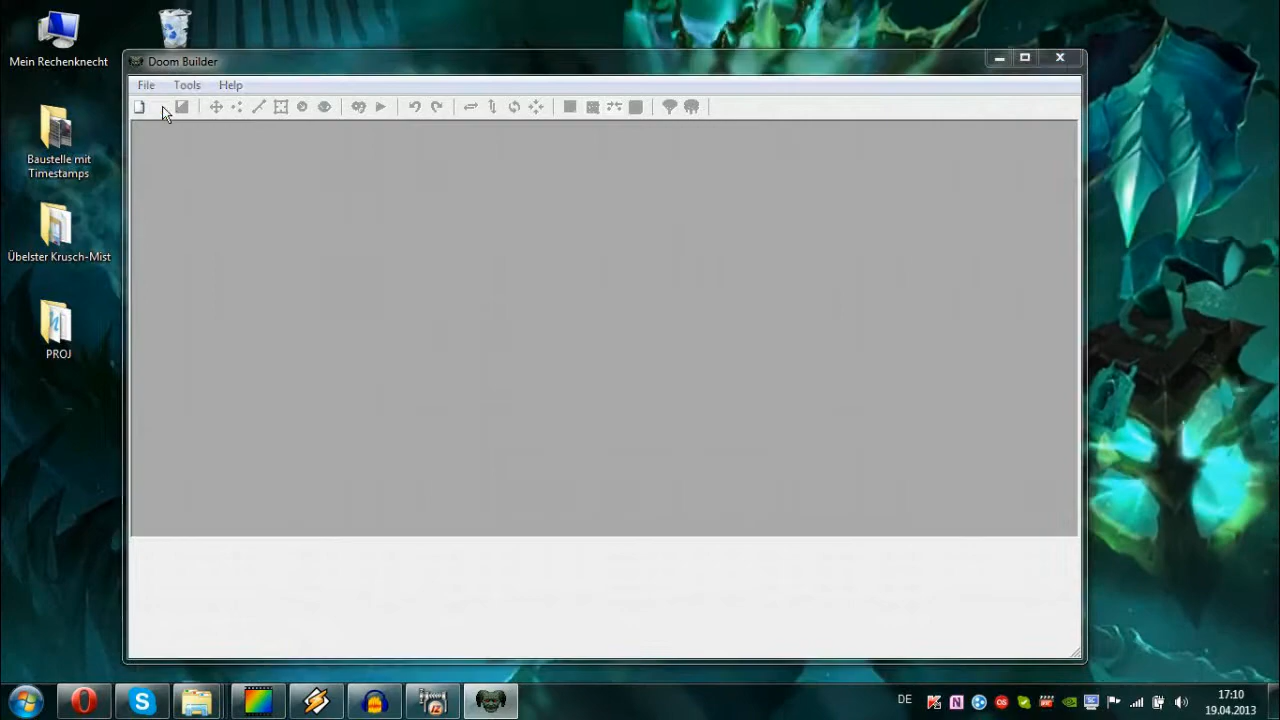 Mein Rechenknecht
Doom Builder
File Tools Help
Baustelle mit
Timestamps
Übelster Krusch-Mist
PROJ
DE
17:10
19.04.2013